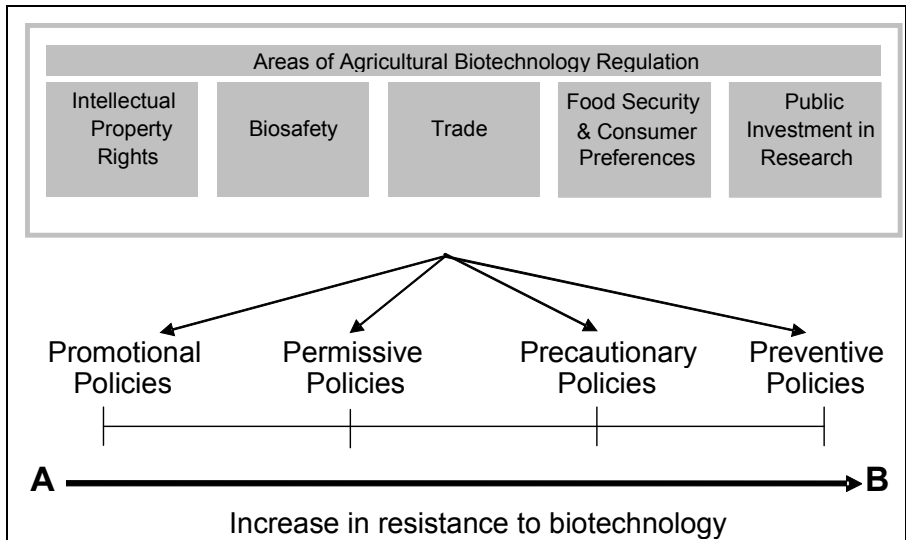 Areas of Agricultural Biotechnology Regulation
Intellectual
Property
Rights
Biosafety
Trade
Food Security
& Consumer
Preferences
Public
Investment in
Research
Promotional
Policies
Permissive
Policies
Precautionary
Policies
Preventive
Policies
A
B
Increase in resistance to biotechnology